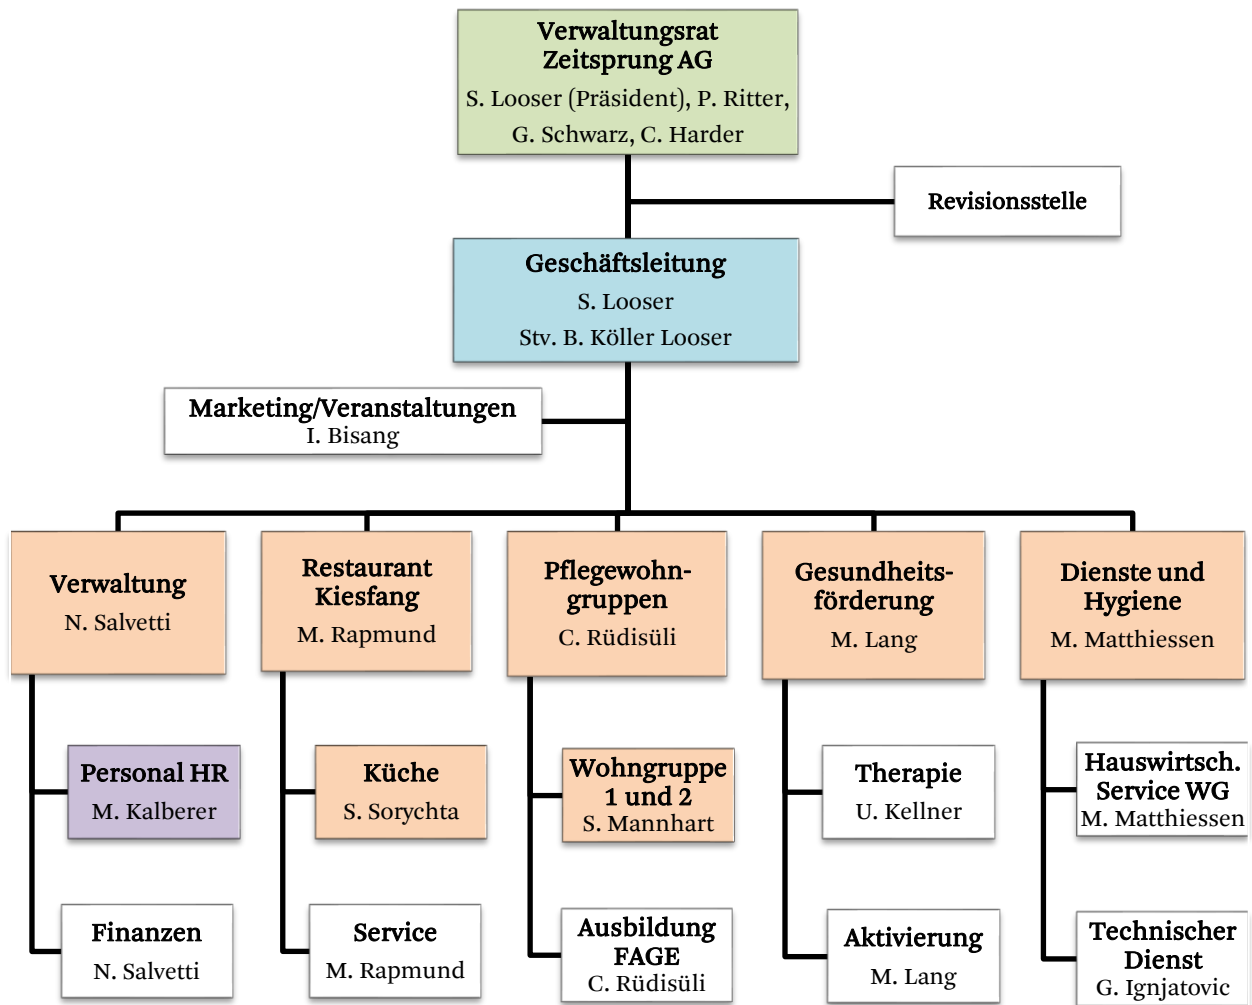 Verwaltungsrat
Zeitsprung AG
S. Looser (Präsident), P. Ritter,
G. Schwarz, C. Harder
Revisionsstelle
Geschäftsleitung
S. Looser
Stv. B. Köller Looser
Marketing/Veranstaltungen
I. Bisang
Verwaltung
N. Salvetti
Restaurant
Kiesfang
M. Rapmund
Pflegewohn-
gruppen
C. Rüdisüli
Gesundheits-
förderung
M. Lang
Dienste und
Hygiene
M. Matthiessen
Personal HR
M. Kalberer
Küche
S. Sorychta
Wohngruppe
1 und 2
S. Mannhart
Therapie
U. Kellner
Hauswirtsch.
Service WG
M. Matthiessen
Finanzen
N. Salvetti
Service
M. Rapmund
Ausbildung
FAGE
C. Rüdisüli
Aktivierung
M. Lang
Technischer
Dienst
G. Ignjatovic